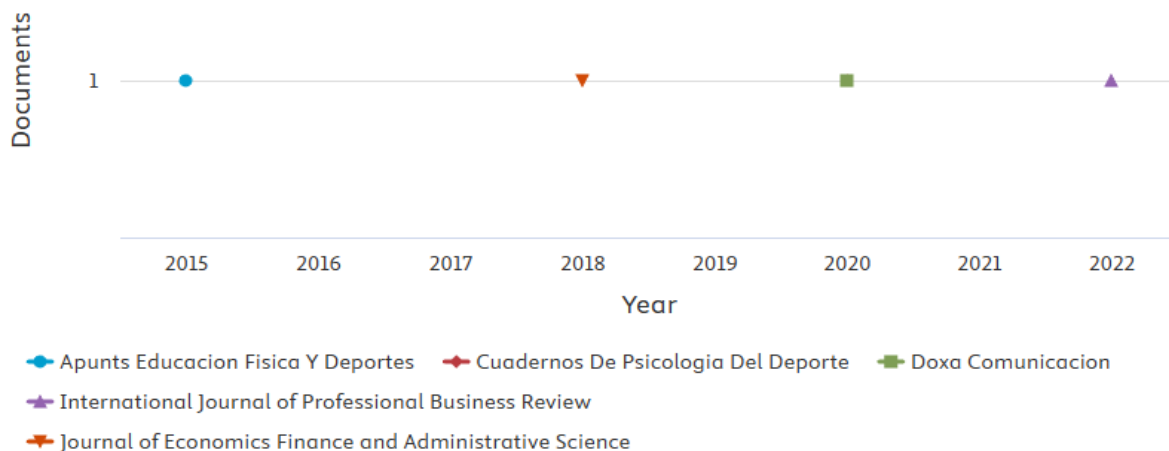 Documents
1
2015 2016 2017 2018 2019 2020 2021 2022
Year
Apunts Educacion Fisica Y Deportes Cuadernos De Psicologia Del Deporte Doxa Comunicacion
International Journal of Professional Business Review
Journal of Economics Finance and Administrative Science